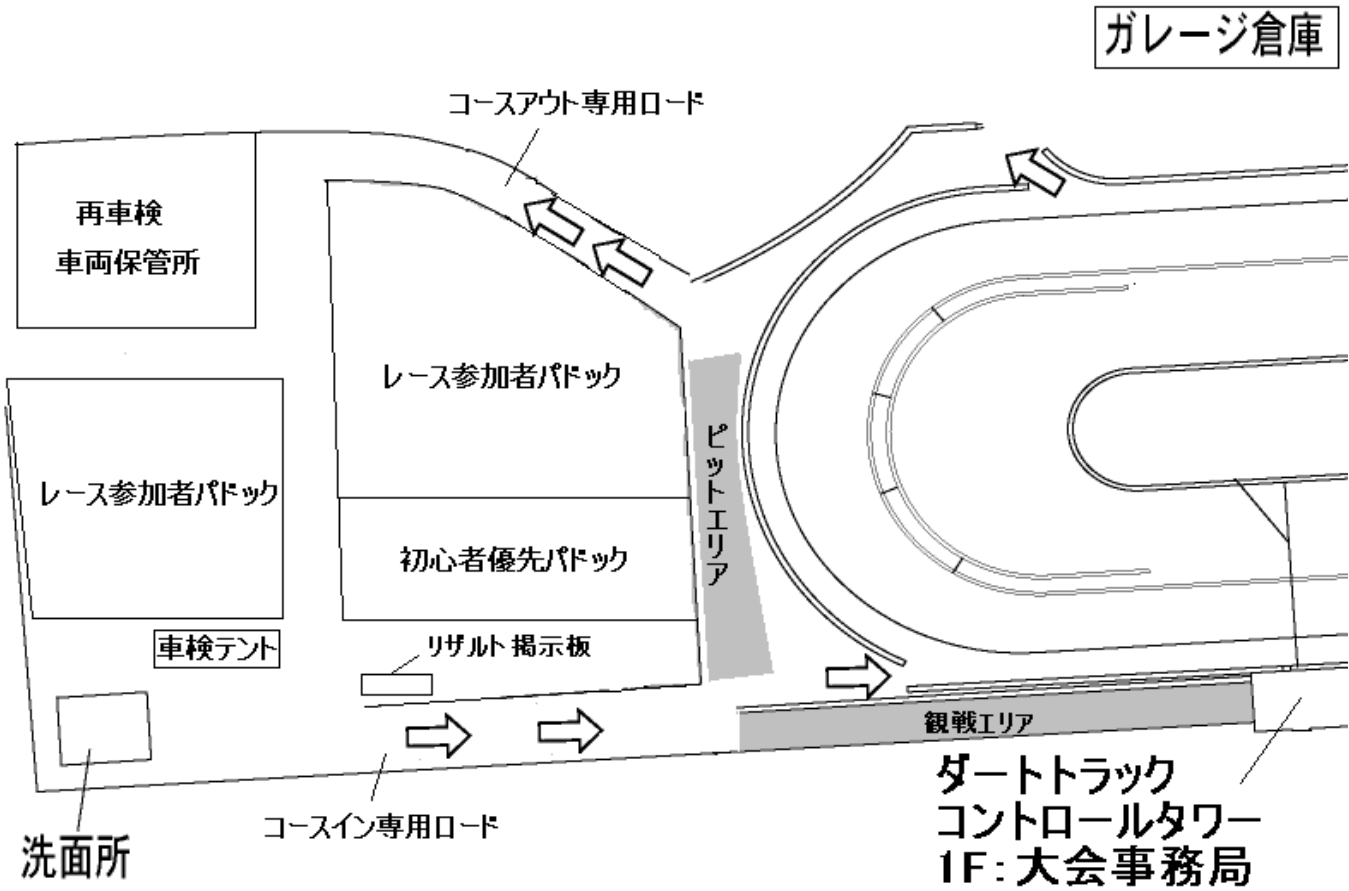 ガレージ倉庫
コースアウト専用ロード
再車検
車両保管所
レース参加者パドック
ピットエリア
レース参加者パドック
初心者優先パドック
車検テント
リザルト掲示板
観戦エリア
ダートトラック
コントロールタワー
1F:大会事務局
コースイン専用ロード
洗面所